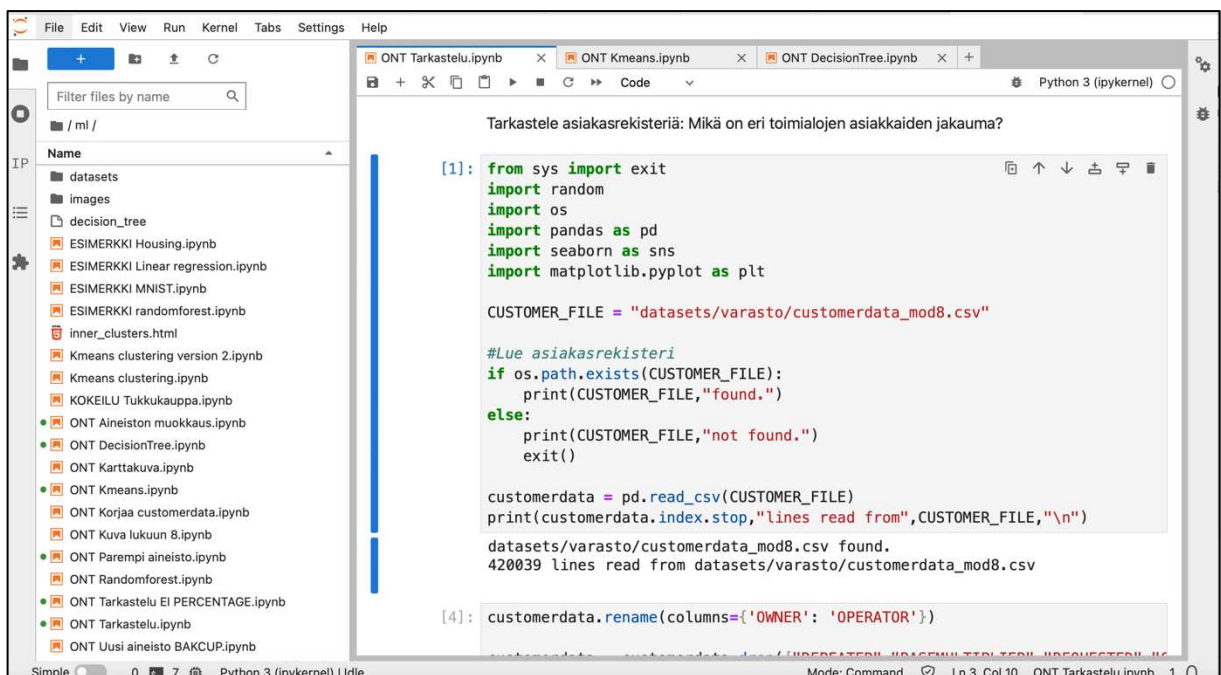 File Edit View Run Kernel Tabs Settings Help
Filter files by name
/ ml /
Name
datasets
images
decision_tree
ESIMERKKI Housing.ipynb
ESIMERKKI Linear regression.ipynb
ESIMERKKI MNIST.ipynb
ESIMERKKI randomforest.ipynb
inner_clusters.html
Kmeans clustering version 2.ipynb
Kmeans clustering.ipynb
KOKEILU Tukkukauppa.ipynb
ONT Aineiston muokkaus.ipynb
ONT DecisionTree.ipynb
ONT Karttakuva.ipynb
ONT Kmeans.ipynb
ONT Korjaa customerdata.ipynb
ONT Kuva lukuun 8.ipynb
ONT Parempi aineisto.ipynb
ONT Randomforest.ipynb
ONT Tarkastelu EI PERCENTAGE.ipynb
ONT Tarkastelu.ipynb
ONT Uusi aineisto BAKCUP.ipynb
ONT Tarkastelu.ipynb ONT Kmeans.ipynb ONT DecisionTree.ipynb
Code Python 3 (ipykernel)
Tarkastele asiakasrekisteriä: Mikä on eri toimialojen asiakkaiden jakauma?
[1]: from sys import exit
import random
import os
import pandas as pd
import seaborn as sns
import matplotlib.pyplot as plt
CUSTOMER_FILE = "datasets/varasto/customerdata_mod8.csv"
#Lue asiakasrekisteri
if os.path.exists(CUSTOMER_FILE):
print(CUSTOMER_FILE,"found.")
else:
print(CUSTOMER_FILE,"not found.")
exit()
customerdata = pd.read_csv(CUSTOMER_FILE)
print(customerdata.index.stop,"lines read from",CUSTOMER_FILE,"\n")
datasets/varasto/customerdata_mod8.csv found.
420039 lines read from datasets/varasto/customerdata_mod8.csv
[4]: customerdata.rename(columns={'OWNER': 'OPERATOR'})
IP
Simple 0 7 Python 3 (ipykernel) | Idle Mode: Command Ln 3, Col 10 ONT Tarkastelu.ipynb 1